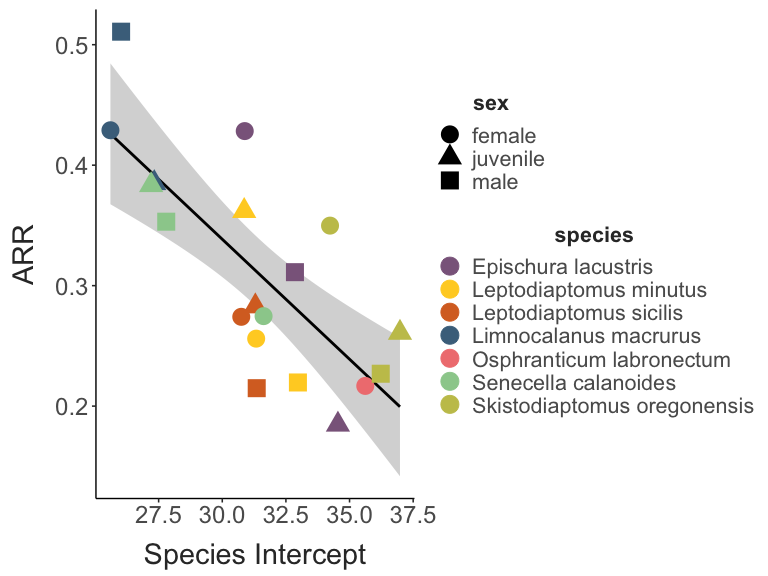 0.5
0.4
0.3
0.2
ARR
27.5 30.0 32.5 35.0 37.5
Species Intercept
sex
female
juvenile
male
species
Epischura lacustris
Leptodiaptomus minutus
Leptodiaptomus sicilis
Limnocalanus macrurus
Osphranticum labronectum
Senecella calanoides
Skistodiaptomus oregonensis